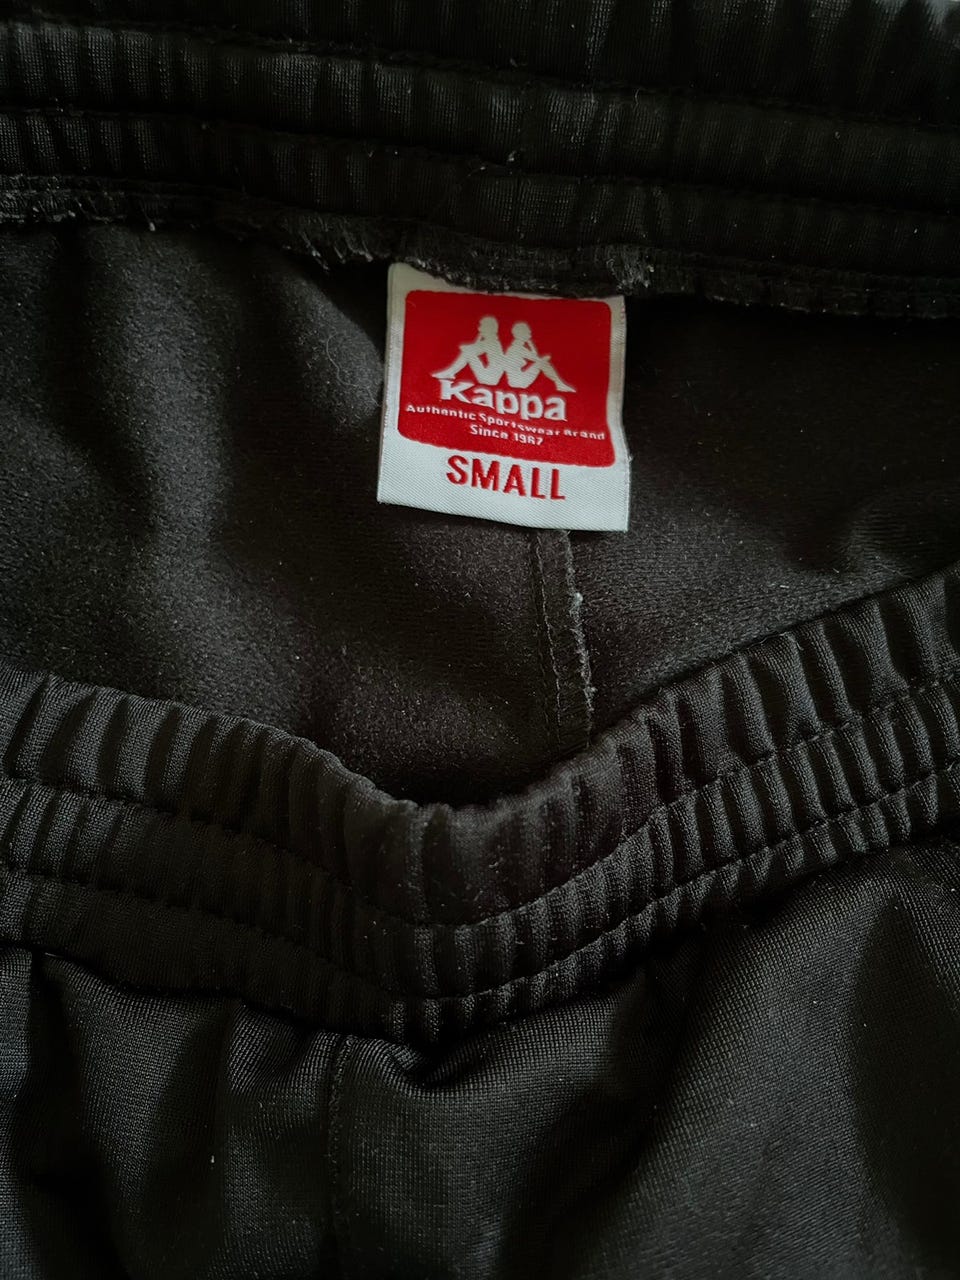 Kappa
Authentic Sportswear Brand
Since 1967
SMALL